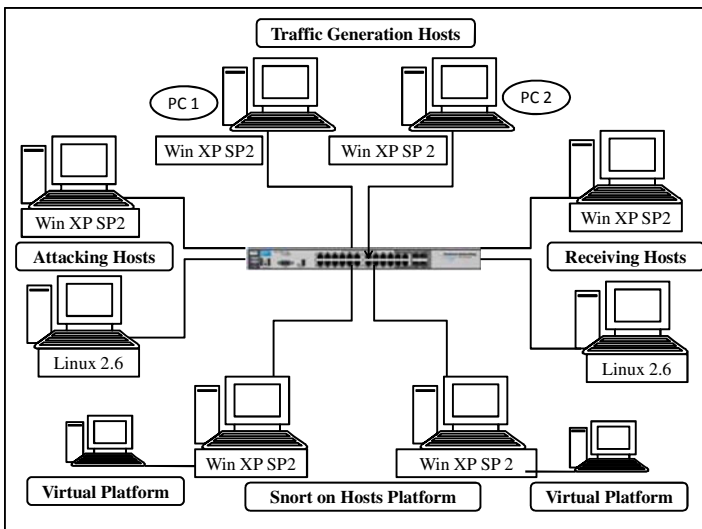 Traffic Generation Hosts
PC 1
PC 2
Win XP SP2
Win XP SP 2
Win XP SP2
Win XP SP2
Attacking Hosts
Receiving Hosts
Linux 2.6
Linux 2.6
Win XP SP2
Win XP SP 2
Virtual Platform
Snort on Hosts Platform
Virtual Platform